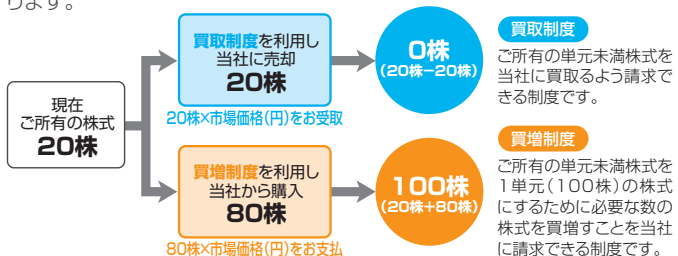 ります。
現在
ご所有の株式
20株
買取制度を利用し
当社に売却
20株
20株×市場価格(円)をお受取
0株
(20株−20株)
買取制度
ご所有の単元未満株式を
当社に買取るよう請求で
きる制度です。
買増制度を利用し
当社から購入
80株
80株×市場価格(円)をお支払
100株
(20株+80株)
買増制度
ご所有の単元未満株式を
1単元(100株)の株式
にするために必要な数の
株式を買増すことを当社
に請求できる制度です。